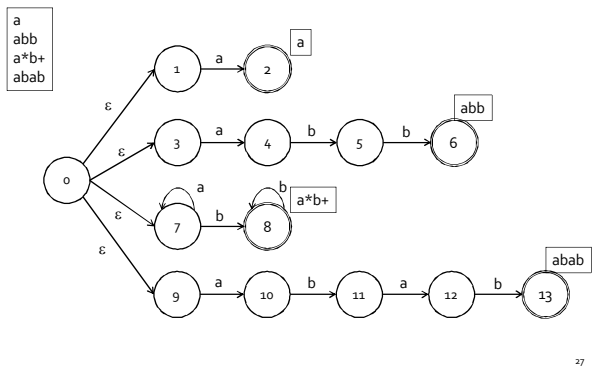 a
abb
a*b+
abab
a
1 a 2
ε
abb
ε 3 a 4 b 5 b 6
0
a b a*b+
ε 7 b 8
ε
abab
9 a 10 b 11 a 12 b 13
27